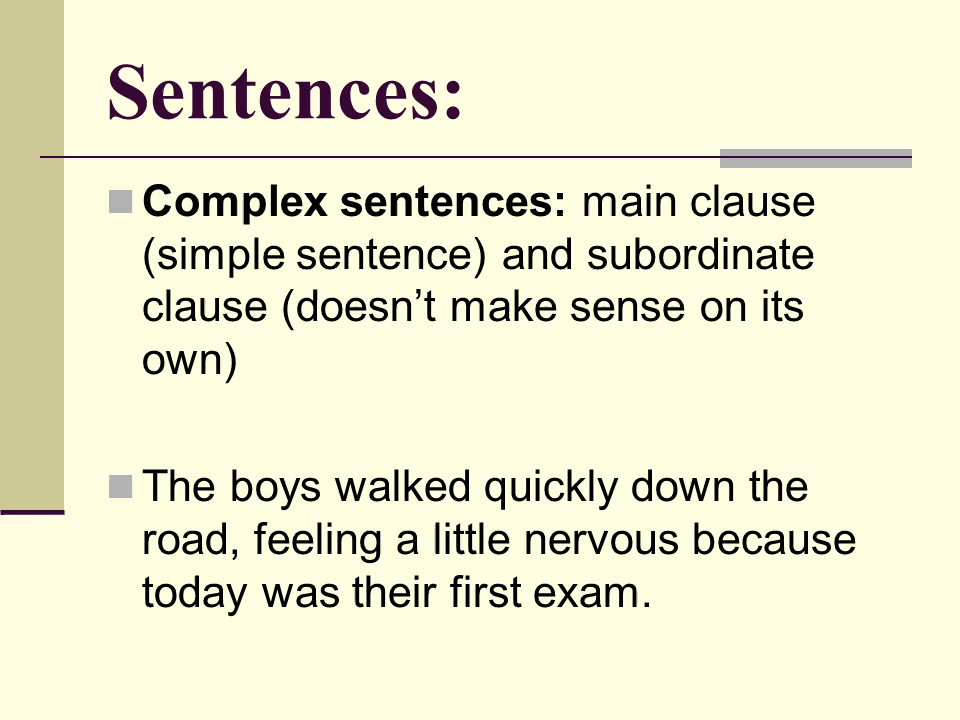 Sentences:
Complex sentences: main clause
(simple sentence) and subordinate
clause (doesn’t make sense on its
own)
The boys walked quickly down the
road, feeling a little nervous because
today was their first exam.